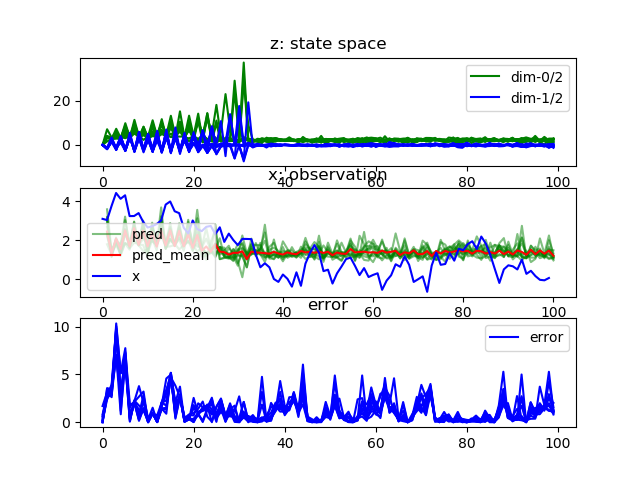 z: state space
20
0
dim-0/2
dim-1/2
0 20 40 60 80 100
x: observation
4
2
0
pred
pred_mean
x
0 20 40 60 80 100
error
10
5
0
error
0 20 40 60 80 100